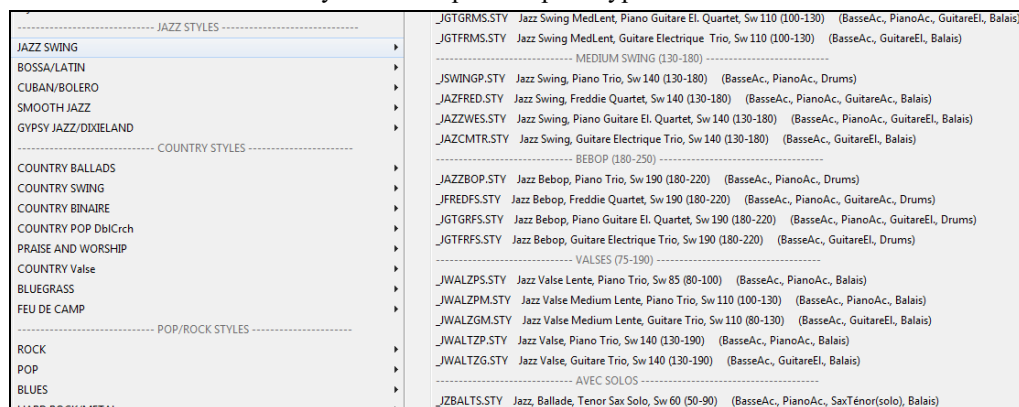 ---------------------------------- JAZZ STYLES --------------------------
JAZZ SWING
BOSSA/LATIN
CUBAN/BOLERO
SMOOTH JAZZ
GYPSY JAZZ/DIXIELAND
---------------------------------- COUNTRY STYLES --------------------------
COUNTRY BALLADS
COUNTRY SWING
COUNTRY BINAIRE
COUNTRY POP DblCrch
PRAISE AND WORSHIP
COUNTRY Valse
BLUEGRASS
FEU DE CAMP
---------------------------------- POP/ROCK STYLES -------------------------
ROCK
POP
BLUES
_JGTGRMS.STY Jazz Swing MedLent, Piano Guitare El. Quartet, Sw 110 (100-130) (BasseAc., PianoAc., GuitareEl., Balais)
_JGTFRMS.STY Jazz Swing MedLent, Guitare Electrique Trio, Sw 110 (100-130) (BasseAc., GuitareEl., Balais)
---------------------------------- MEDIUM SWING (130-180) -------------------------------
_JSWINGP.STY Jazz Swing, Piano Trio, Sw 140 (130-180) (BasseAc., PianoAc., Drums)
_JAZFRED.STY Jazz Swing, Freddie Quartet, Sw 140 (130-180) (BasseAc., PianoAc., GuitareAc., Balais)
_JAZZWES.STY Jazz Swing, Piano Guitare El. Quartet, Sw 140 (130-180) (BasseAc., PianoAc., GuitareEl., Balais)
_JAZCMTR.STY Jazz Swing, Guitare Electrique Trio, Sw 140 (130-180) (BasseAc., GuitareEl., Balais)
---------------------------------- BEBOP (180-250) ------------------------------------------
_JAZZBOP.STY Jazz Bebop, Piano Trio, Sw 190 (180-220) (BasseAc., PianoAc., Drums)
_JFREDFS.STY Jazz Bebop, Freddie Quartet, Sw 190 (180-220) (BasseAc., PianoAc., GuitareAc., Drums)
_JGTGRFS.STY Jazz Bebop, Piano Guitare El. Quartet, Sw 190 (180-220) (BasseAc., PianoAc., GuitareEl., Drums)
_JGTFRFS.STY Jazz Bebop, Guitare Electrique Trio, Sw 190 (180-220) (BasseAc., GuitareEl., Drums)
---------------------------------- VALSES (75-190) -----------------------------------------
_JWALZPS.STY Jazz Valse Lente, Piano Trio, Sw 85 (80-100) (BasseAc., PianoAc., Balais)
_JWALZPM.STY Jazz Valse Medium Lente, Piano Trio, Sw 110 (100-130) (BasseAc., PianoAc., Balais)
_JWALZGM.STY Jazz Valse Medium Lente, Guitare Trio, Sw 110 (80-130) (BasseAc., GuitareEl., Balais)
_JWALTZP.STY Jazz Valse, Piano Trio, Sw 140 (130-190) (BasseAc., PianoAc., Balais)
_JWALTZG.STY Jazz Valse, Guitare Trio, Sw 140 (130-190) (BasseAc., GuitareEl., Balais)
---------------------------------- AVEC SOLOS --------------------------------------------
_JZBALTS.STY Jazz, Ballade, Tenor Sax Solo, Sw 60 (50-90) (BasseAc., PianoAc., SaxTénor(solo), Balais)